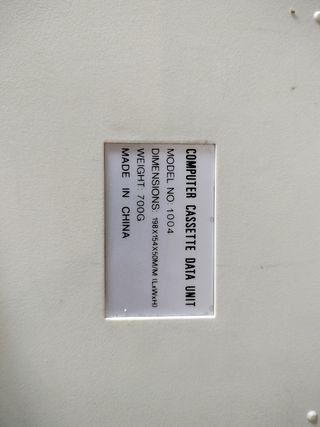 COMPUTER CASSETTE DATA UNIT
MODEL NO: 1004
DIMENSIONS: 198X154X50M/M (LxWxH)
WEIGHT: 700G
MADE IN CHINA